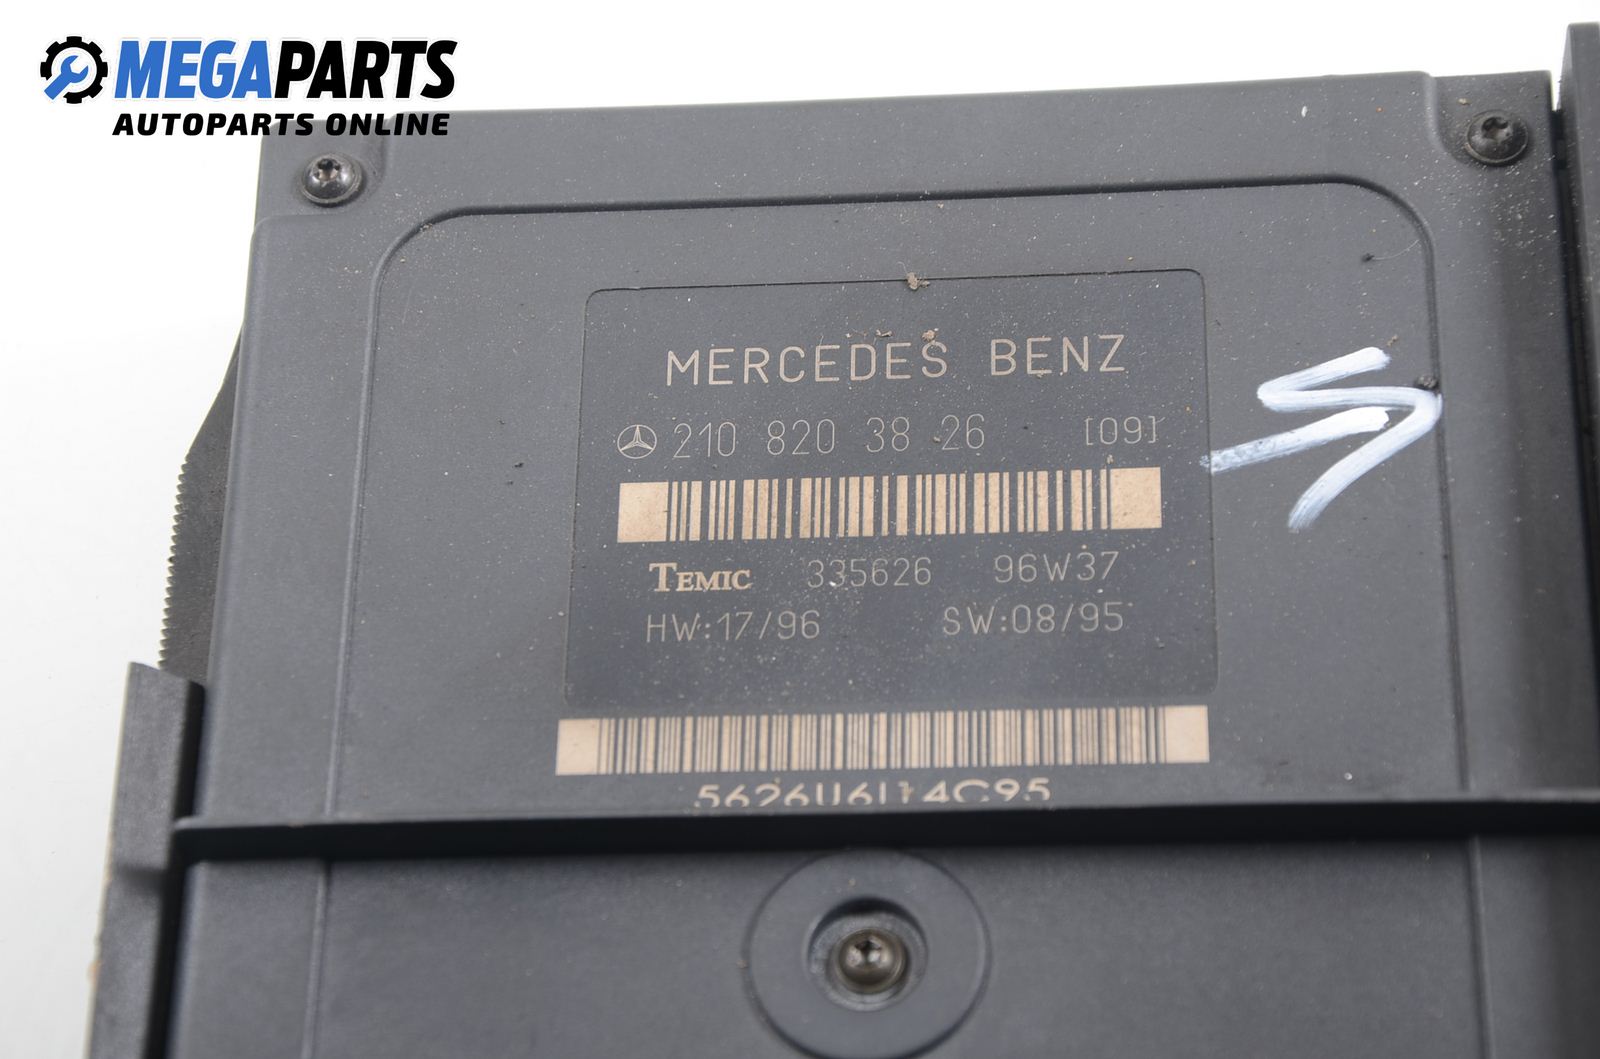 MEGAPARTS
AUTOPARTS ONLINE
MERCEDES BENZ
210 820 38 26 [09]
TEMIC 335626 96W37
HW:17/96 SW:08/95